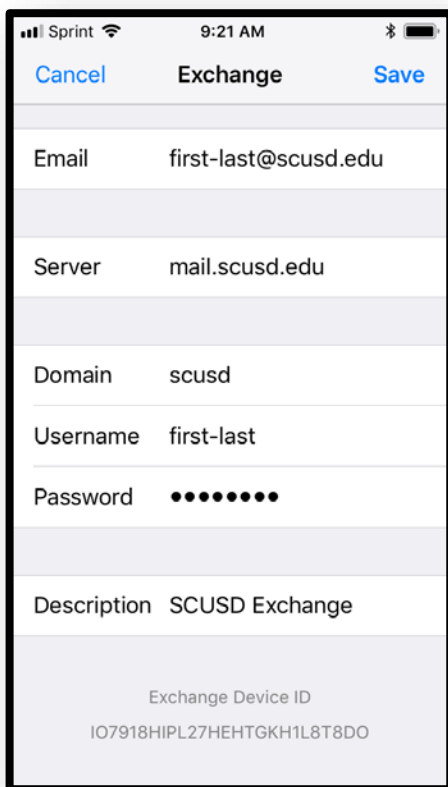 Sprint 9:21 AM
Cancel Exchange Save
Email first-last@scusd.edu
Server mail.scusd.edu
Domain scusd
Username first-last
Password ●●●●●●●●
Description SCUSD Exchange
Exchange Device ID
IO7918HIPL27HEHTGKH1L8T8DO